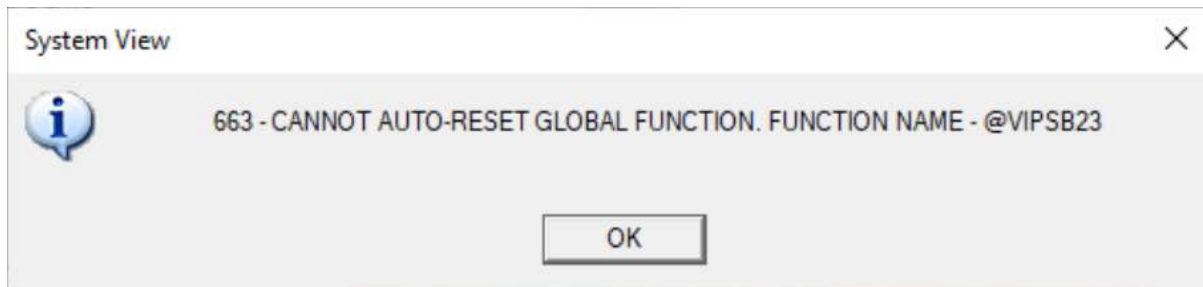 System View
663 - CANNOT AUTO-RESET GLOBAL FUNCTION. FUNCTION NAME - @VIPSB23
OK